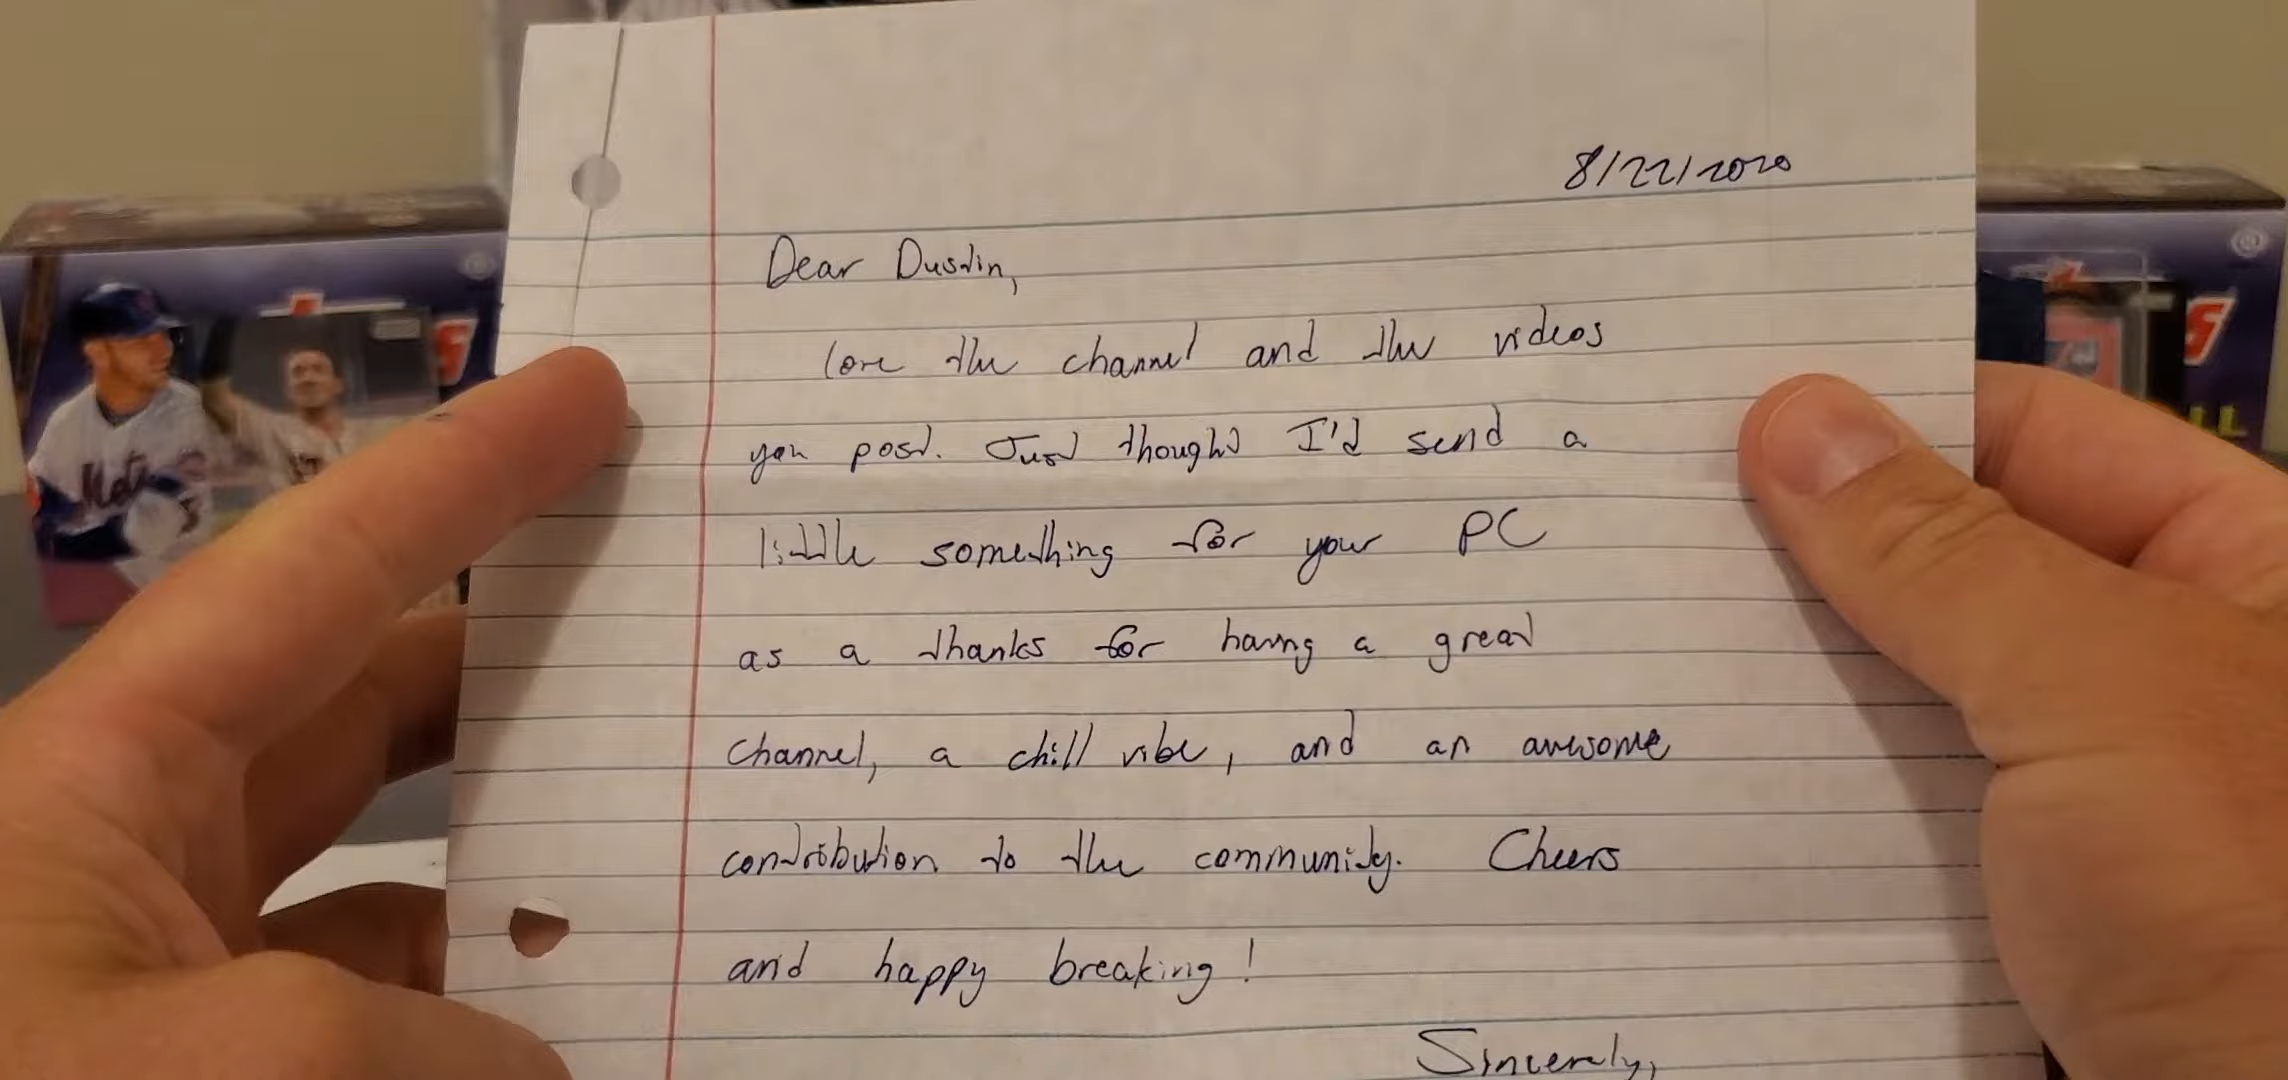 8/22/2020
Dear Dustin,
love the channel and the videos
you post. Just thought I'd send a
little something for your PC
as a thanks for having a great
channel, a chill vibe, and an awesome
contribution to the community. Cheers
and happy breaking!
Sincerely,
Mets